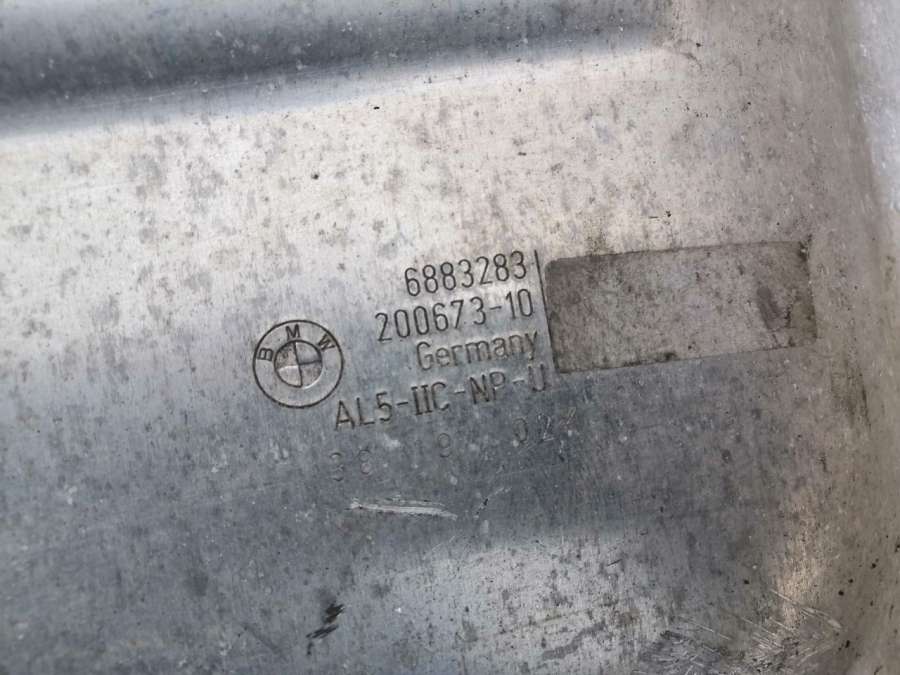 6883283
200673-10
BMW
Germany
AL5-IIC-NP-U